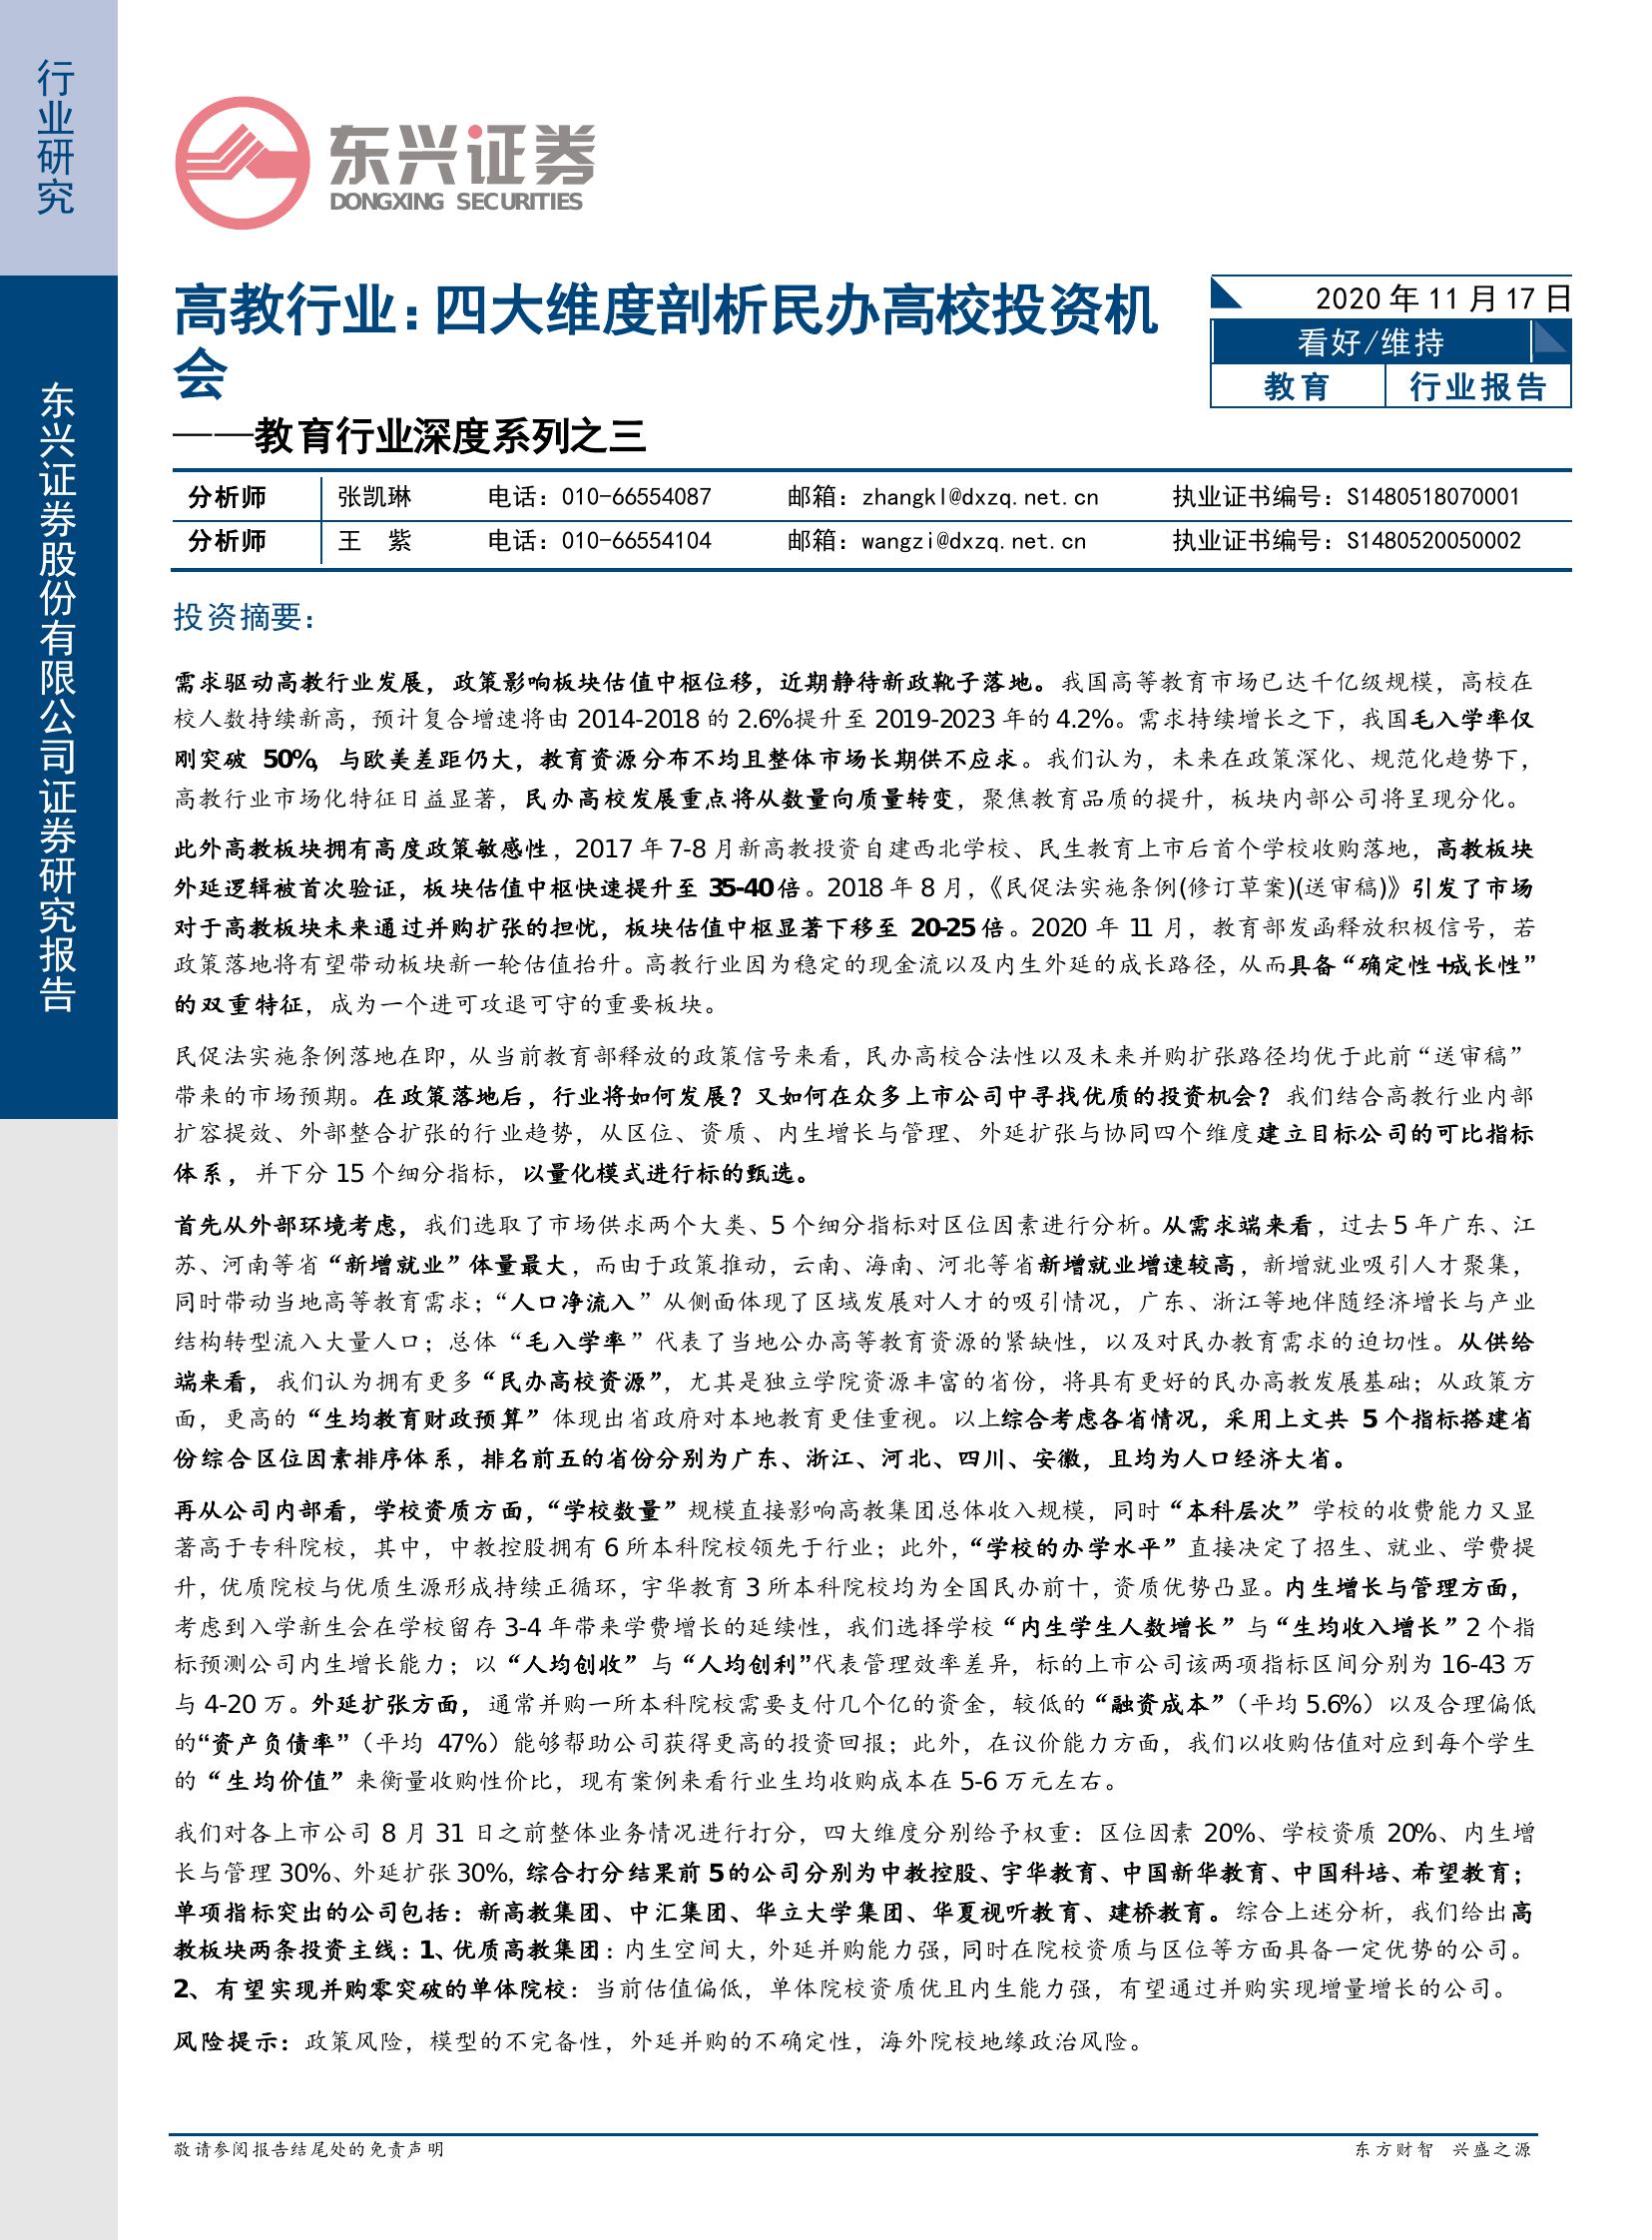 行业研究
东兴证券股份有限公司证券研究报告
东兴证券
DONGXING SECURITIES
高教行业：四大维度剖析民办高校投资机
会
——教育行业深度系列之三
2020 年 11 月 17 日
看好/维持
教育 行业报告
分析师 张凯琳 电话：010-66554087 邮箱：zhangkl@dxzq.net.cn 执业证书编号：S1480518070001
分析师 王 紫 电话：010-66554104 邮箱：wangzi@dxzq.net.cn 执业证书编号：S1480520050002
投资摘要：
需求驱动高教行业发展，政策影响板块估值中枢位移，近期静待新政靴子落地。我国高等教育市场已达千亿级规模，高校在
校人数持续新高，预计复合增速将由 2014-2018 的 2.6%提升至 2019-2023 年的 4.2%。需求持续增长之下，我国毛入学率仅
刚突破 50%，与欧美差距仍大，教育资源分布不均且整体市场长期供不应求。我们认为，未来在政策深化、规范化趋势下，
高教行业市场化特征日益显著，民办高校发展重点将从数量向质量转变，聚焦教育品质的提升，板块内部公司将呈现分化。
此外高教板块拥有高度政策敏感性，2017 年 7-8 月新高教投资自建西北学校、民生教育上市后首个学校收购落地，高教板块
外延逻辑被首次验证，板块估值中枢快速提升至 35-40 倍。2018 年 8 月，《民促法实施条例(修订草案)(送审稿)》引发了市场
对于高教板块未来通过并购扩张的担忧，板块估值中枢显著下移至 20-25 倍。2020 年 11 月，教育部发函释放积极信号，若
政策落地将有望带动板块新一轮估值抬升。高教行业因为稳定的现金流以及内生外延的成长路径，从而具备“确定性+成长性”
的双重特征，成为一个进可攻退可守的重要板块。
民促法实施条例落地在即，从当前教育部释放的政策信号来看，民办高校合法性以及未来并购扩张路径均优于此前“送审稿”
带来的市场预期。在政策落地后，行业将如何发展？又如何在众多上市公司中寻找优质的投资机会？我们结合高教行业内部
扩容提效、外部整合扩张的行业趋势，从区位、资质、内生增长与管理、外延扩张与协同四个维度建立目标公司的可比指标
体系，并下分 15 个细分指标，以量化模式进行标的甄选。
首先从外部环境考虑，我们选取了市场供求两个大类、5 个细分指标对区位因素进行分析。从需求端来看，过去 5 年广东、江
苏、河南等省“新增就业”体量最大，而由于政策推动，云南、海南、河北等省新增就业增速较高，新增就业吸引人才聚集，
同时带动当地高等教育需求；“人口净流入”从侧面体现了区域发展对人才的吸引情况，广东、浙江等地伴随经济增长与产业
结构转型流入大量人口；总体“毛入学率”代表了当地公办高等教育资源的紧缺性，以及对民办教育需求的迫切性。从供给
端来看，我们认为拥有更多“民办高校资源”，尤其是独立学院资源丰富的省份，将具有更好的民办高教发展基础；从政策方
面，更高的“生均教育财政预算”体现出省政府对本地教育更佳重视。以上综合考虑各省情况，采用上文共 5 个指标搭建省
份综合区位因素排序体系，排名前五的省份分别为广东、浙江、河北、四川、安徽，且均为人口经济大省。
再从公司内部看，学校资质方面，“学校数量”规模直接影响高教集团总体收入规模，同时“本科层次”学校的收费能力又显
著高于专科院校，其中，中教控股拥有 6 所本科院校领先于行业；此外，“学校的办学水平”直接决定了招生、就业、学费提
升，优质院校与优质生源形成持续正循环，宇华教育 3 所本科院校均为全国民办前十，资质优势凸显。内生增长与管理方面，
考虑到入学新生会在学校留存 3-4 年带来学费增长的延续性，我们选择学校“内生学生人数增长”与“生均收入增长”2 个指
标预测公司内生增长能力；以“人均创收”与“人均创利”代表管理效率差异，标的上市公司该两项指标区间分别为 16-43 万
与 4-20 万。外延扩张方面，通常并购一所本科院校需要支付几个亿的资金，较低的“融资成本”（平均 5.6%）以及合理偏低
的“资产负债率”（平均 47%）能够帮助公司获得更高的投资回报；此外，在议价能力方面，我们以收购估值对应到每个学生
的“生均价值”来衡量收购性价比，现有案例来看行业生均收购成本在 5-6 万元左右。
我们对各上市公司 8 月 31 日之前整体业务情况进行打分，四大维度分别给予权重：区位因素 20%、学校资质 20%、内生增
长与管理 30%、外延扩张 30%，综合打分结果前 5 的公司分别为中教控股、宇华教育、中国新华教育、中国科培、希望教育；
单项指标突出的公司包括：新高教集团、中汇集团、华立大学集团、华夏视听教育、建桥教育。综合上述分析，我们给出高
教板块两条投资主线：1、优质高教集团：内生空间大，外延并购能力强，同时在院校资质与区位等方面具备一定优势的公司。
2、有望实现并购零突破的单体院校：当前估值偏低，单体院校资质优且内生能力强，有望通过并购实现增量增长的公司。
风险提示：政策风险，模型的不完备性，外延并购的不确定性，海外院校地缘政治风险。
敬请参阅报告结尾处的免责声明 东方财智 兴盛之源